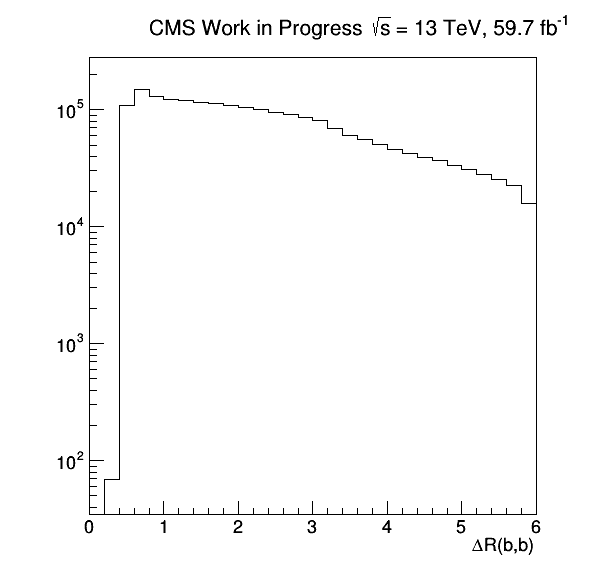 CMS Work in Progress √s = 13 TeV, 59.7 fb⁻¹
10⁵
10⁴
10³
10²
0 1 2 3 4 5 6
ΔR(b,b)